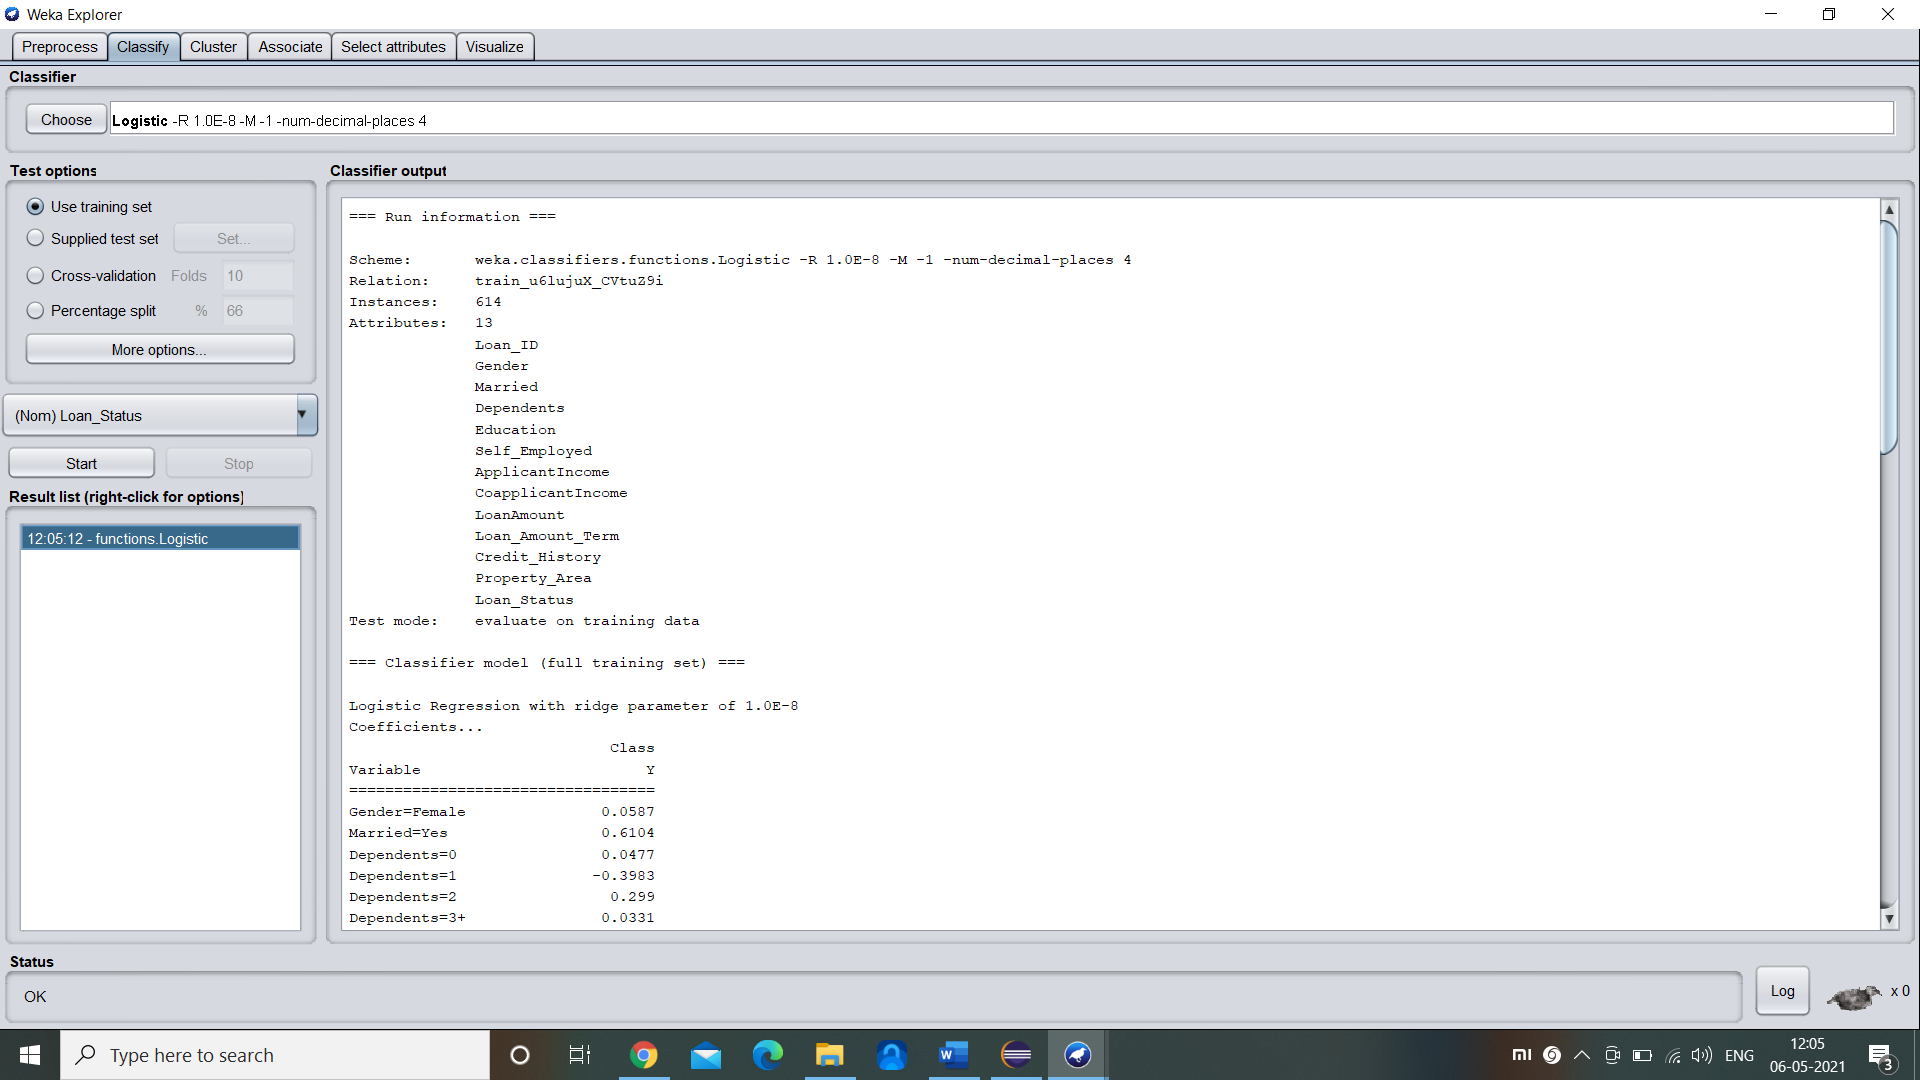 Weka Explorer
Preprocess Classify Cluster Associate Select attributes Visualize
Classifier
Choose Logistic -R 1.0E-8 -M -1 -num-decimal-places 4
Test options
Use training set
Supplied test set Set...
Cross-validation Folds 10
Percentage split % 66
More options...
(Nom) Loan_Status
Start Stop
Result list (right-click for options)
12:05:12 - functions.Logistic
Classifier output
=== Run information ===
Scheme: weka.classifiers.functions.Logistic -R 1.0E-8 -M -1 -num-decimal-places 4
Relation: train_u6lujuX_CVtuZ9i
Instances: 614
Attributes: 13
Loan_ID
Gender
Married
Dependents
Education
Self_Employed
ApplicantIncome
CoapplicantIncome
LoanAmount
Loan_Amount_Term
Credit_History
Property_Area
Loan_Status
Test mode: evaluate on training data
=== Classifier model (full training set) ===
Logistic Regression with ridge parameter of 1.0E-8
Coefficients...
Class
Variable Y
==================================
Gender=Female 0.0587
Married=Yes 0.6104
Dependents=0 0.0477
Dependents=1 -0.3983
Dependents=2 0.299
Dependents=3+ 0.0331
Status
OK
Log x 0
Type here to search
ENG
12:05
06-05-2021
3